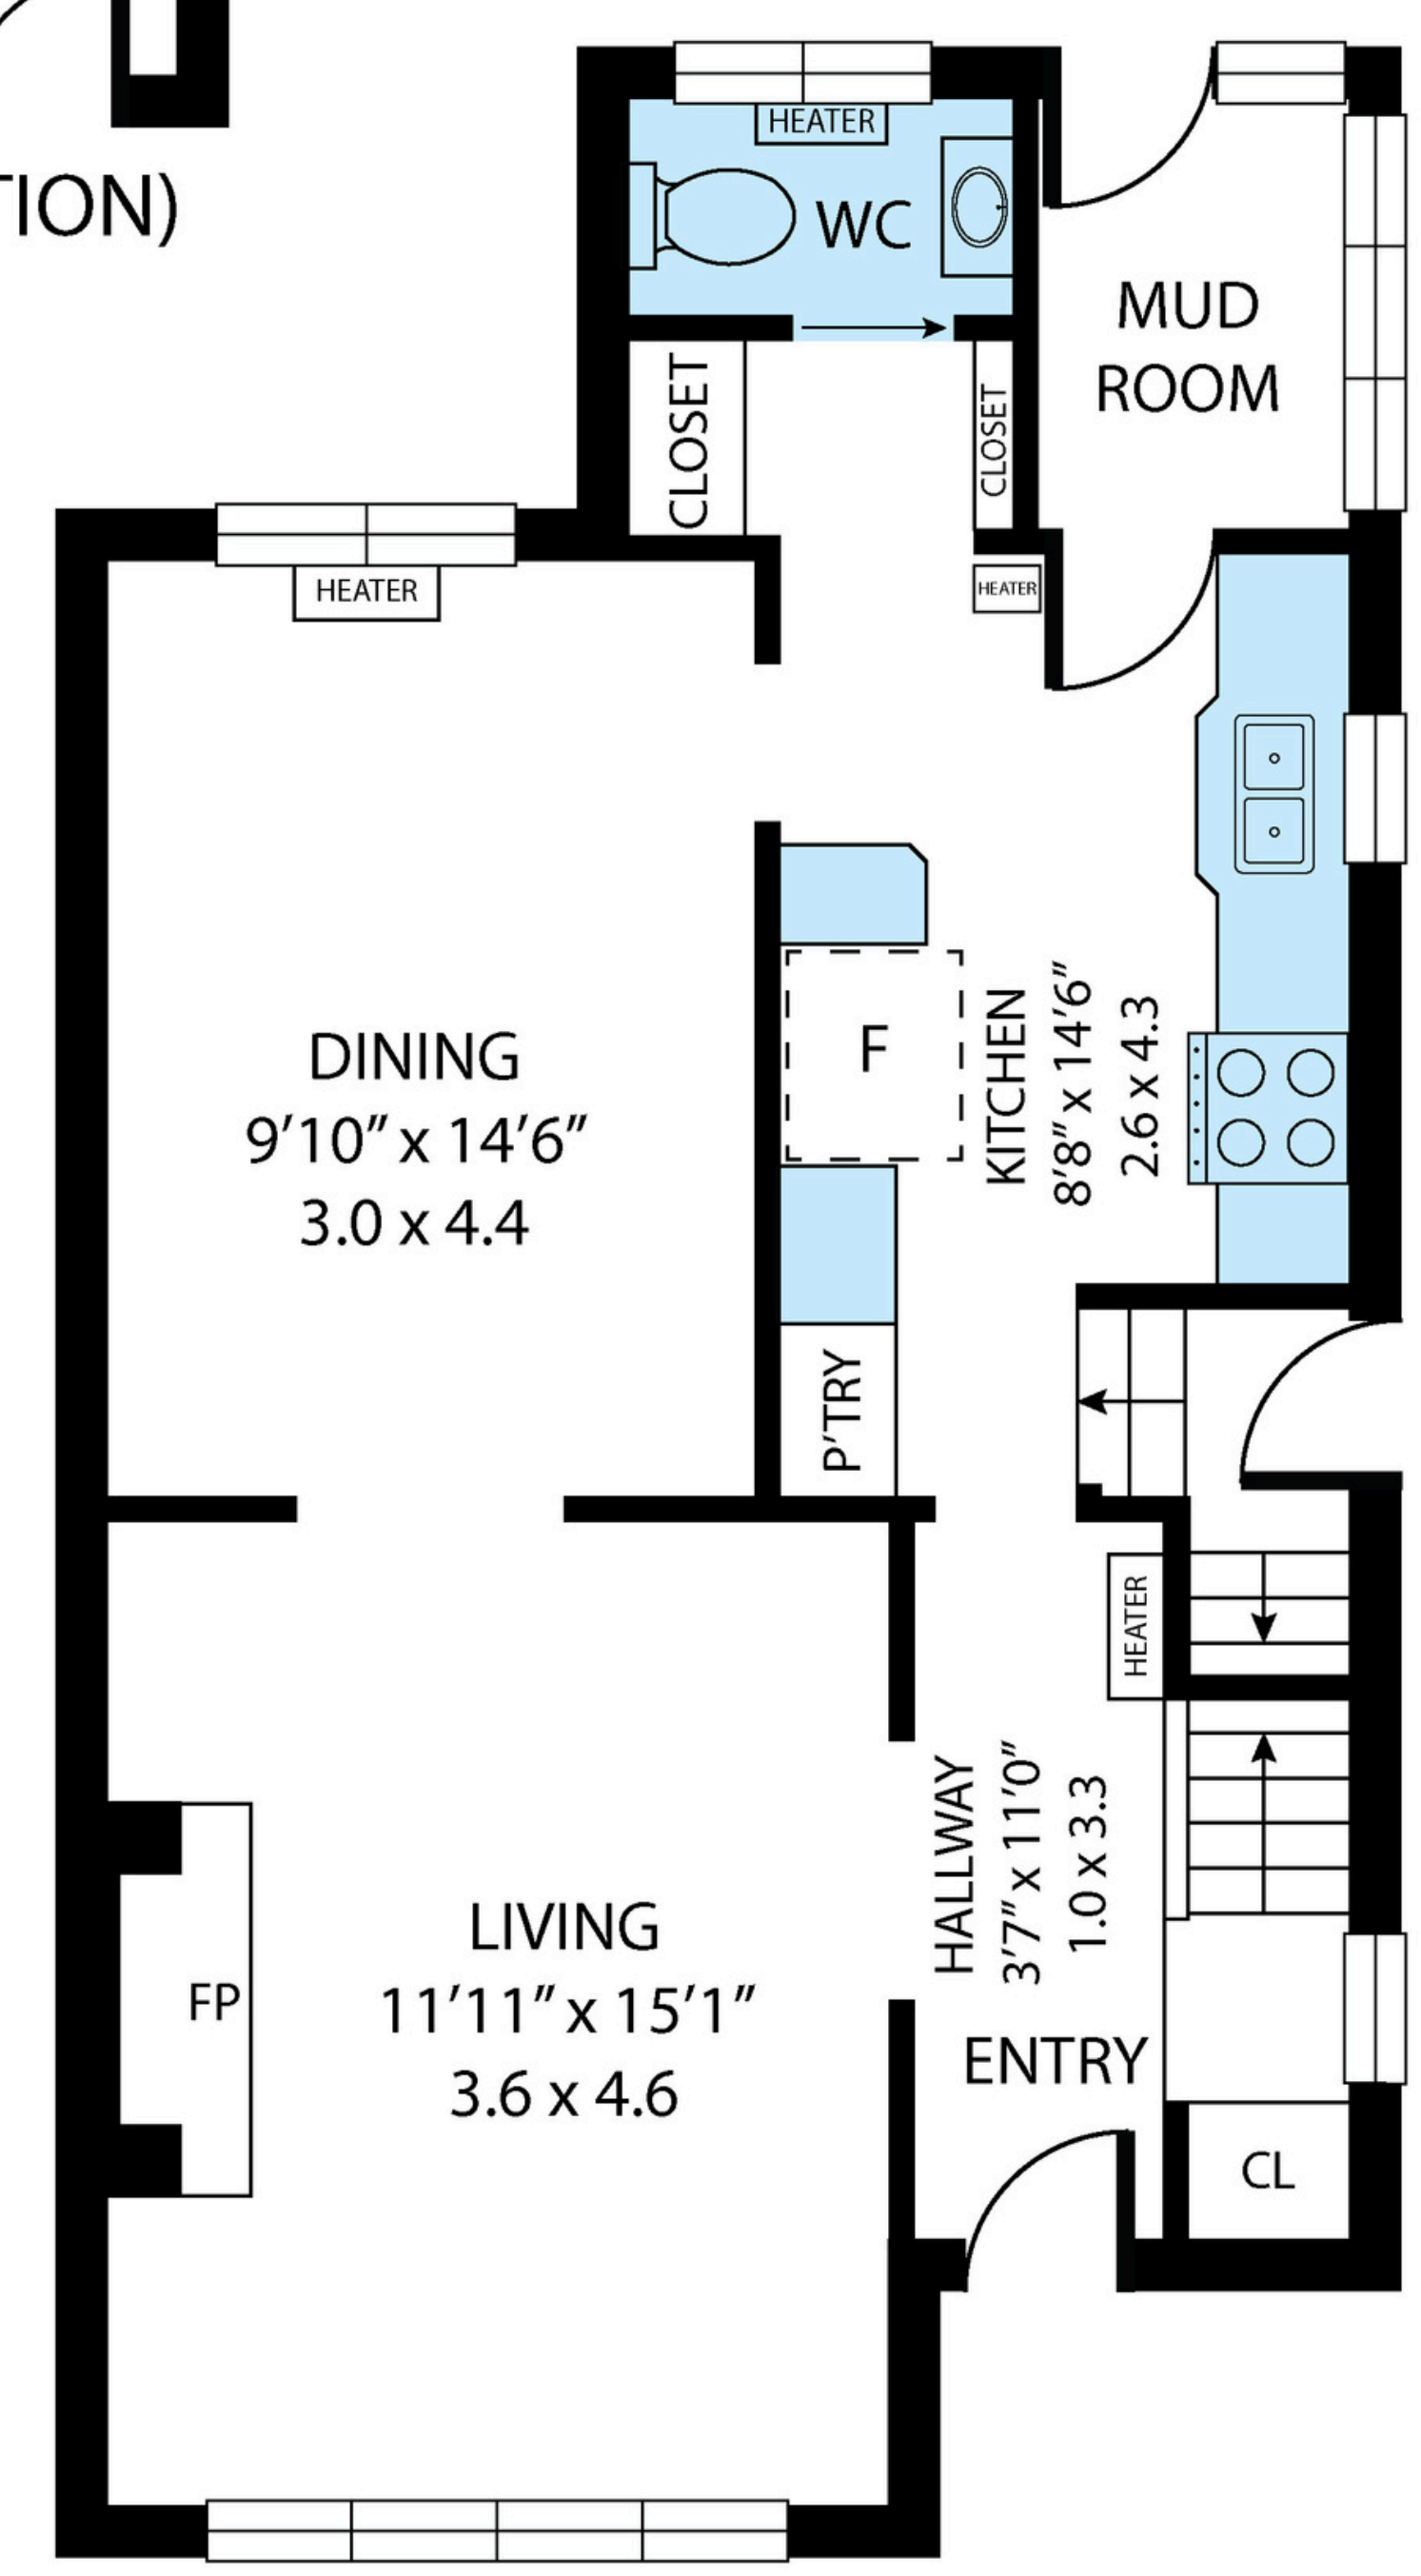 TION)
HEATER
WC
MUD
ROOM
CLOSET
CLOSET
HEATER
HEATER
DINING
9’10” x 14’6”
3.0 x 4.4
F
KITCHEN
8’8” x 14’6”
2.6 x 4.3
P’TRY
HEATER
HALLWAY
3’7” x 11’0”
1.0 x 3.3
LIVING
11’11” x 15’1”
3.6 x 4.6
FP
ENTRY
CL